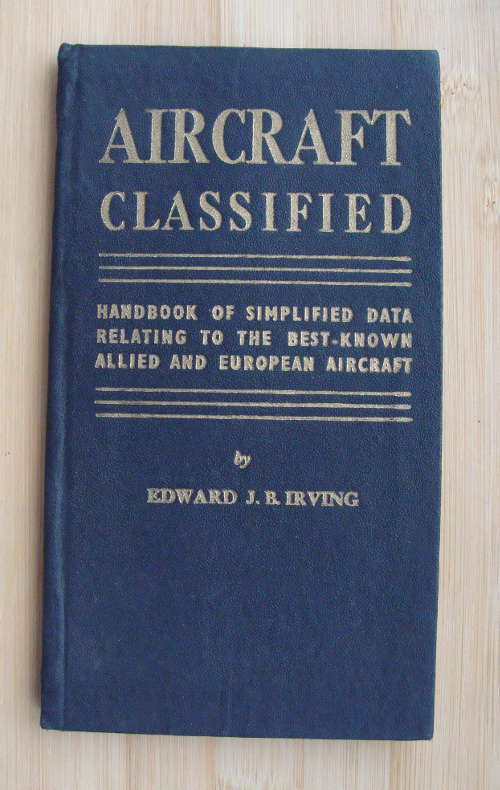 AIRCRAFT
CLASSIFIED
HANDBOOK OF SIMPLIFIED DATA
RELATING TO THE BEST-KNOWN
ALLIED AND EUROPEAN AIRCRAFT
by
EDWARD J. B. IRVING